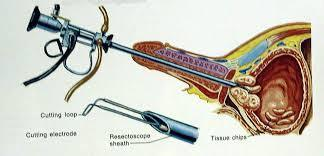 Cutting loop
Cutting electrode
Resectoscope
sheath
Tissue chips